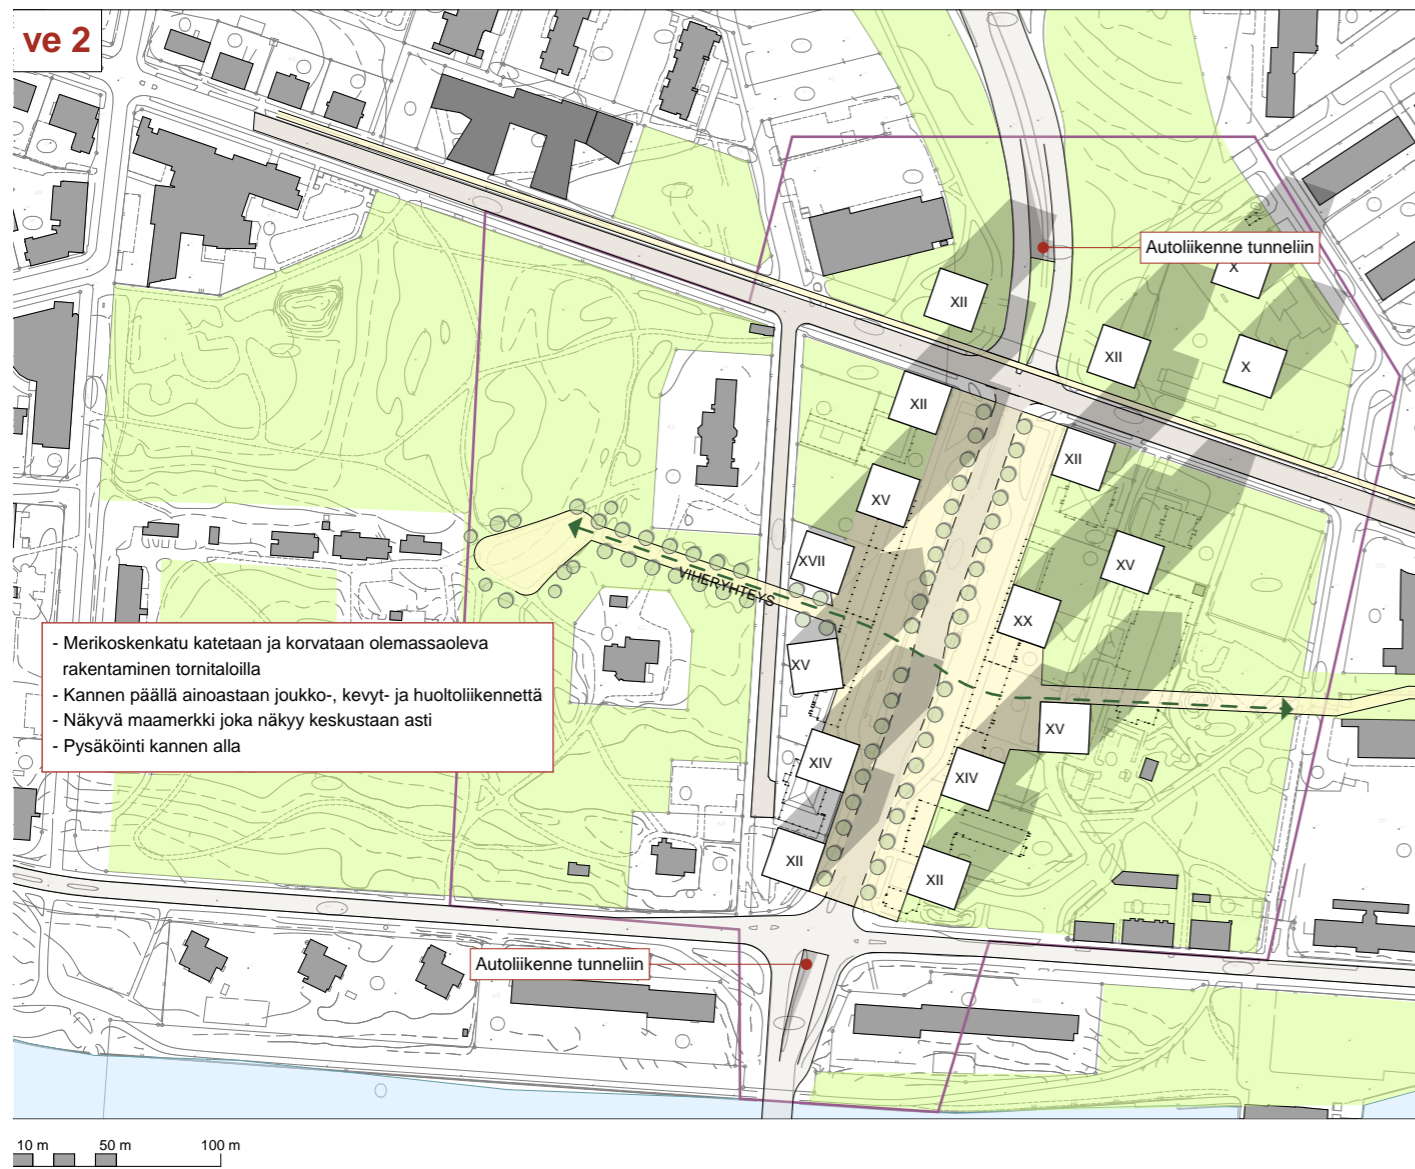 ve 2
Autoliikenne tunneliin
X
XII
XII
X
XII
XII
XV
XV
XVII
VIHERYHTEYS
XX
- Merikoskenkatu katetaan ja korvataan olemassaoleva
rakentaminen tornitaloilla
- Kannen päällä ainoastaan joukko-, kevyt- ja huoltoliikennettä
- Näkyvä maamerkki joka näkyy keskustaan asti
- Pysäköinti kannen alla
XV
XV
XIV
XIV
XII
XII
Autoliikenne tunneliin
10 m 50 m 100 m